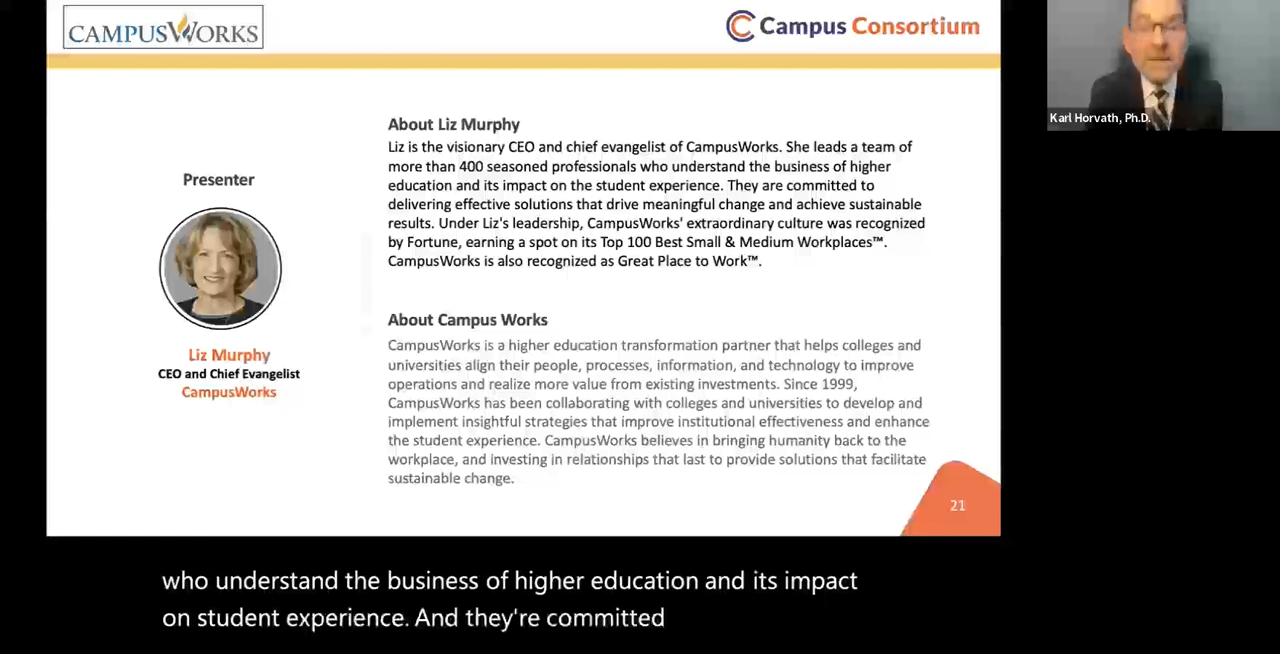 CAMPUSWORKS
Campus Consortium
Karl Horvath, Ph.D.
Presenter
Liz Murphy
CEO and Chief Evangelist
CampusWorks
About Liz Murphy
Liz is the visionary CEO and chief evangelist of CampusWorks. She leads a team of
more than 400 seasoned professionals who understand the business of higher
education and its impact on the student experience. They are committed to
delivering effective solutions that drive meaningful change and achieve sustainable
results. Under Liz's leadership, CampusWorks' extraordinary culture was recognized
by Fortune, earning a spot on its Top 100 Best Small & Medium Workplaces™.
CampusWorks is also recognized as Great Place to Work™.
About Campus Works
CampusWorks is a higher education transformation partner that helps colleges and
universities align their people, processes, information, and technology to improve
operations and realize more value from existing investments. Since 1999,
CampusWorks has been collaborating with colleges and universities to develop and
implement insightful strategies that improve institutional effectiveness and enhance
the student experience. CampusWorks believes in bringing humanity back to the
workplace, and investing in relationships that last to provide solutions that facilitate
sustainable change.
21
who understand the business of higher education and its impact
on student experience. And they're committed